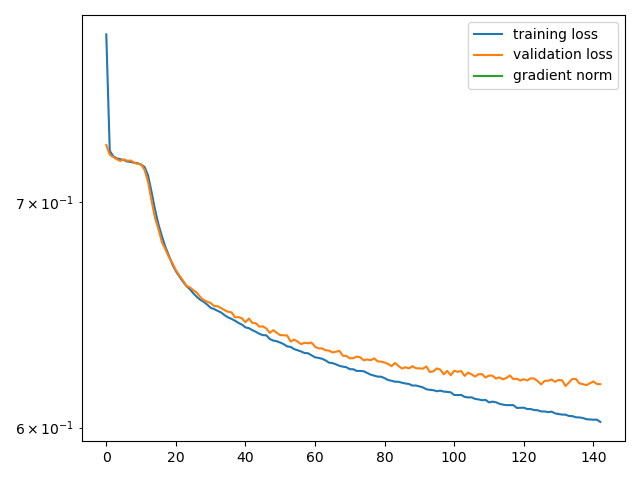 training loss
validation loss
gradient norm
7 × 10⁻¹
6 × 10⁻¹
0 20 40 60 80 100 120 140